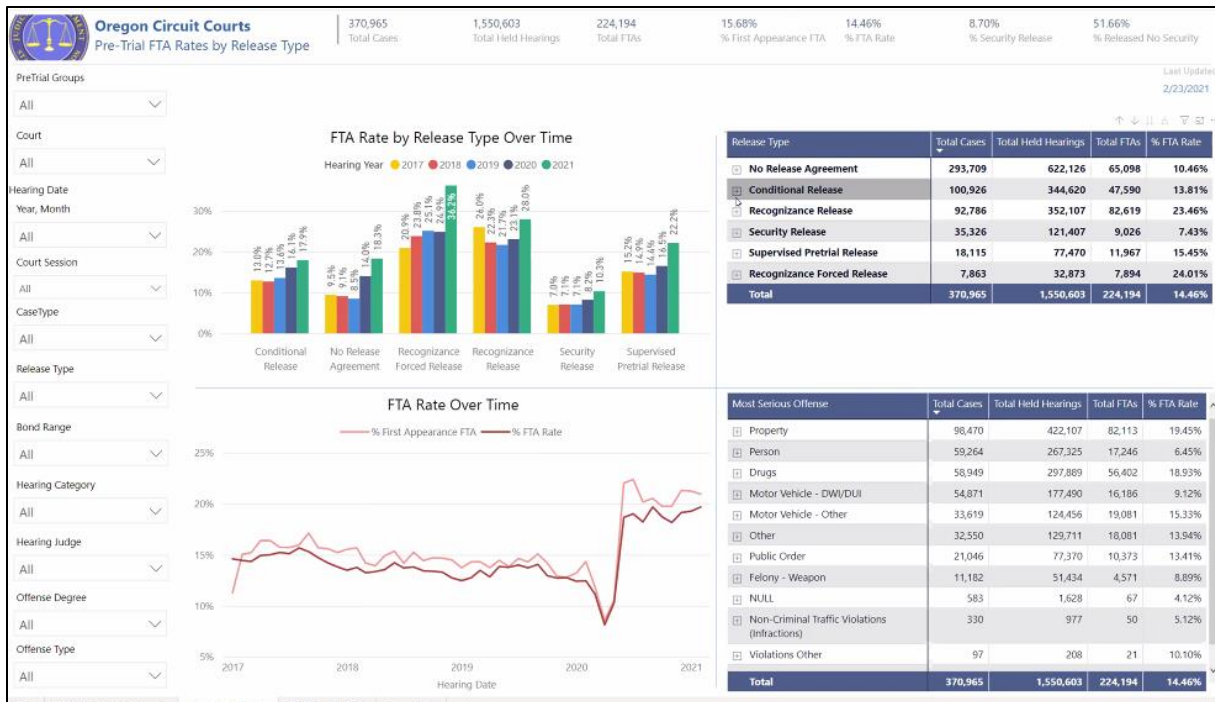 Oregon Circuit Courts
Pre-Trial FTA Rates by Release Type
370,965
Total Cases
1,550,603
Total Held Hearings
224,194
Total FTAs
15.68%
% First Appearance FTA
14.46%
% FTA Rate
8.70%
% Security Release
51.66%
% Released No Security
Last Updated
2/23/2021
PreTrial Groups
All
Court
All
Hearing Date
Year, Month
All
Court Session
All
CaseType
All
Release Type
All
Bond Range
All
Hearing Category
All
Hearing Judge
All
Offense Degree
All
Offense Type
All
FTA Rate by Release Type Over Time
Hearing Year 2017 2018 2019 2020 2021
30%
20%
10%
0%
13.0% 12.7% 13.6% 16.1% 17.9%
9.5% 9.1% 8.5% 14.0% 18.3%
20.9% 23.8% 25.1% 24.9% 36.2%
26.0% 22.3% 21.7% 23.1% 28.0%
7.0% 7.1% 7.1% 8.2% 10.3%
15.2% 14.9% 14.4% 16.5% 22.2%
Conditional Release
No Release Agreement
Recognizance Forced Release
Recognizance Release
Security Release
Supervised Pretrial Release
Release Type Total Cases Total Held Hearings Total FTAs % FTA Rate
No Release Agreement 293,709 622,126 65,098 10.46%
Conditional Release 100,926 344,620 47,590 13.81%
Recognizance Release 92,786 352,107 82,619 23.46%
Security Release 35,326 121,407 9,026 7.43%
Supervised Pretrial Release 18,115 77,470 11,967 15.45%
Recognizance Forced Release 7,863 32,873 7,894 24.01%
Total 370,965 1,550,603 224,194 14.46%
FTA Rate Over Time
% First Appearance FTA % FTA Rate
25%
20%
15%
10%
5%
2017 2018 2019 2020 2021
Hearing Date
Most Serious Offense Total Cases Total Held Hearings Total FTAs % FTA Rate
Property 98,470 422,107 82,113 19.45%
Person 59,264 267,325 17,246 6.45%
Drugs 58,949 297,889 56,402 18.93%
Motor Vehicle - DWI/DUI 54,871 177,490 16,186 9.12%
Motor Vehicle - Other 33,619 124,456 19,081 15.33%
Other 32,550 129,711 18,081 13.94%
Public Order 21,046 77,370 10,373 13.41%
Felony - Weapon 11,182 51,434 4,571 8.89%
NULL 583 1,628 67 4.12%
Non-Criminal Traffic Violations (Infractions) 330 977 50 5.12%
Violations Other 97 208 21 10.10%
Total 370,965 1,550,603 224,194 14.46%